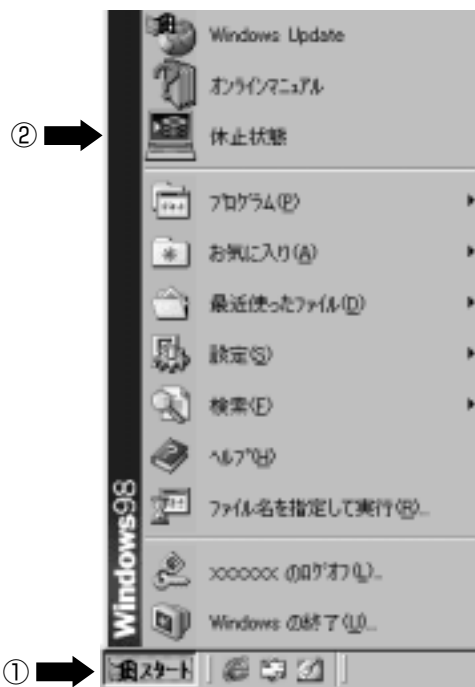 Windows Update
オンラインマニュアル
② 休止状態
プログラム(P)
お気に入り(A)
最近使ったファイル(D)
設定(S)
検索(F)
ヘルプ(H)
ファイル名を指定して実行(R)...
xxxxxx のログオフ(L)...
Windows の終了(U)...
Windows98
① スタート